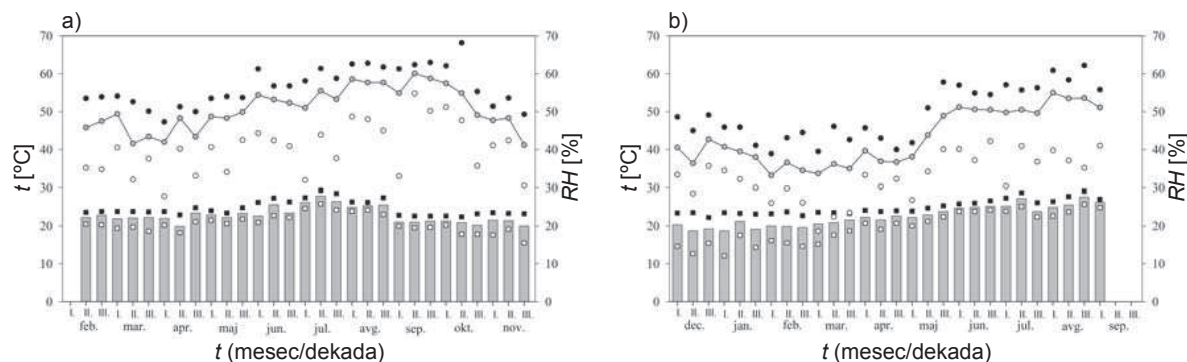 a)
70 60 50 40 30 20 10 0
t [ºC]
70 60 50 40 30 20 10 0
RH [%]
I. II. III. I. II. III. I. II. III. I. II. III. I. II. III. I. II. III. I. II. III. I. II. III. I. II. III. I. II. III.
feb. mar. apr. maj jun. jul. avg. sep. okt. nov.
t (mesec/dekada)
b)
70 60 50 40 30 20 10 0
t [ºC]
70 60 50 40 30 20 10 0
RH [%]
I. II. III. I. II. III. I. II. III. I. II. III. I. II. III. I. II. III. I. II. III. I. II. III. I. II. III. I. II. III.
dec. jan. feb. mar. apr. maj jun. jul. avg. sep.
t (mesec/dekada)